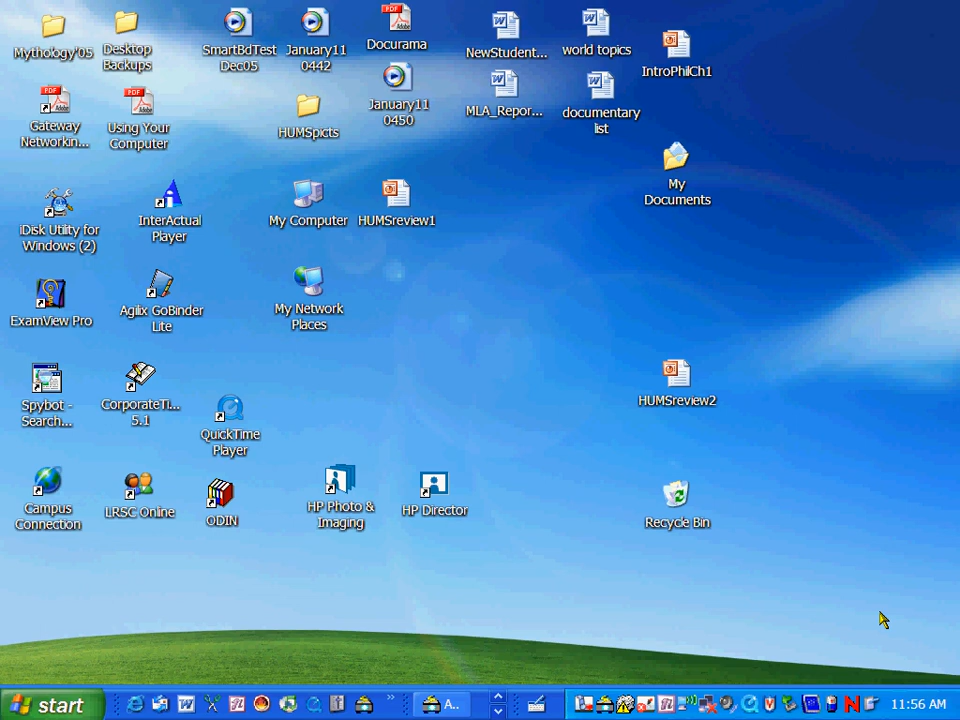 Mythology'05
Desktop
Backups
SmartBdTest
Dec05
January11
0442
Docurama
NewStudent...
world topics
IntroPhilCh1
January11
0450
MLA_Repor...
documentary
list
HUMSpicts
Gateway
Networkin...
Using Your
Computer
My
Documents
iDisk Utility for
Windows (2)
InterActual
Player
My Computer
HUMSreview1
ExamView Pro
Agilix GoBinder
Lite
My Network
Places
Spybot -
Search...
CorporateTi...
5.1
QuickTime
Player
HUMSreview2
Campus
Connection
LRSC Online
ODIN
HP Photo &
Imaging
HP Director
Recycle Bin
start
A..
11:56 AM